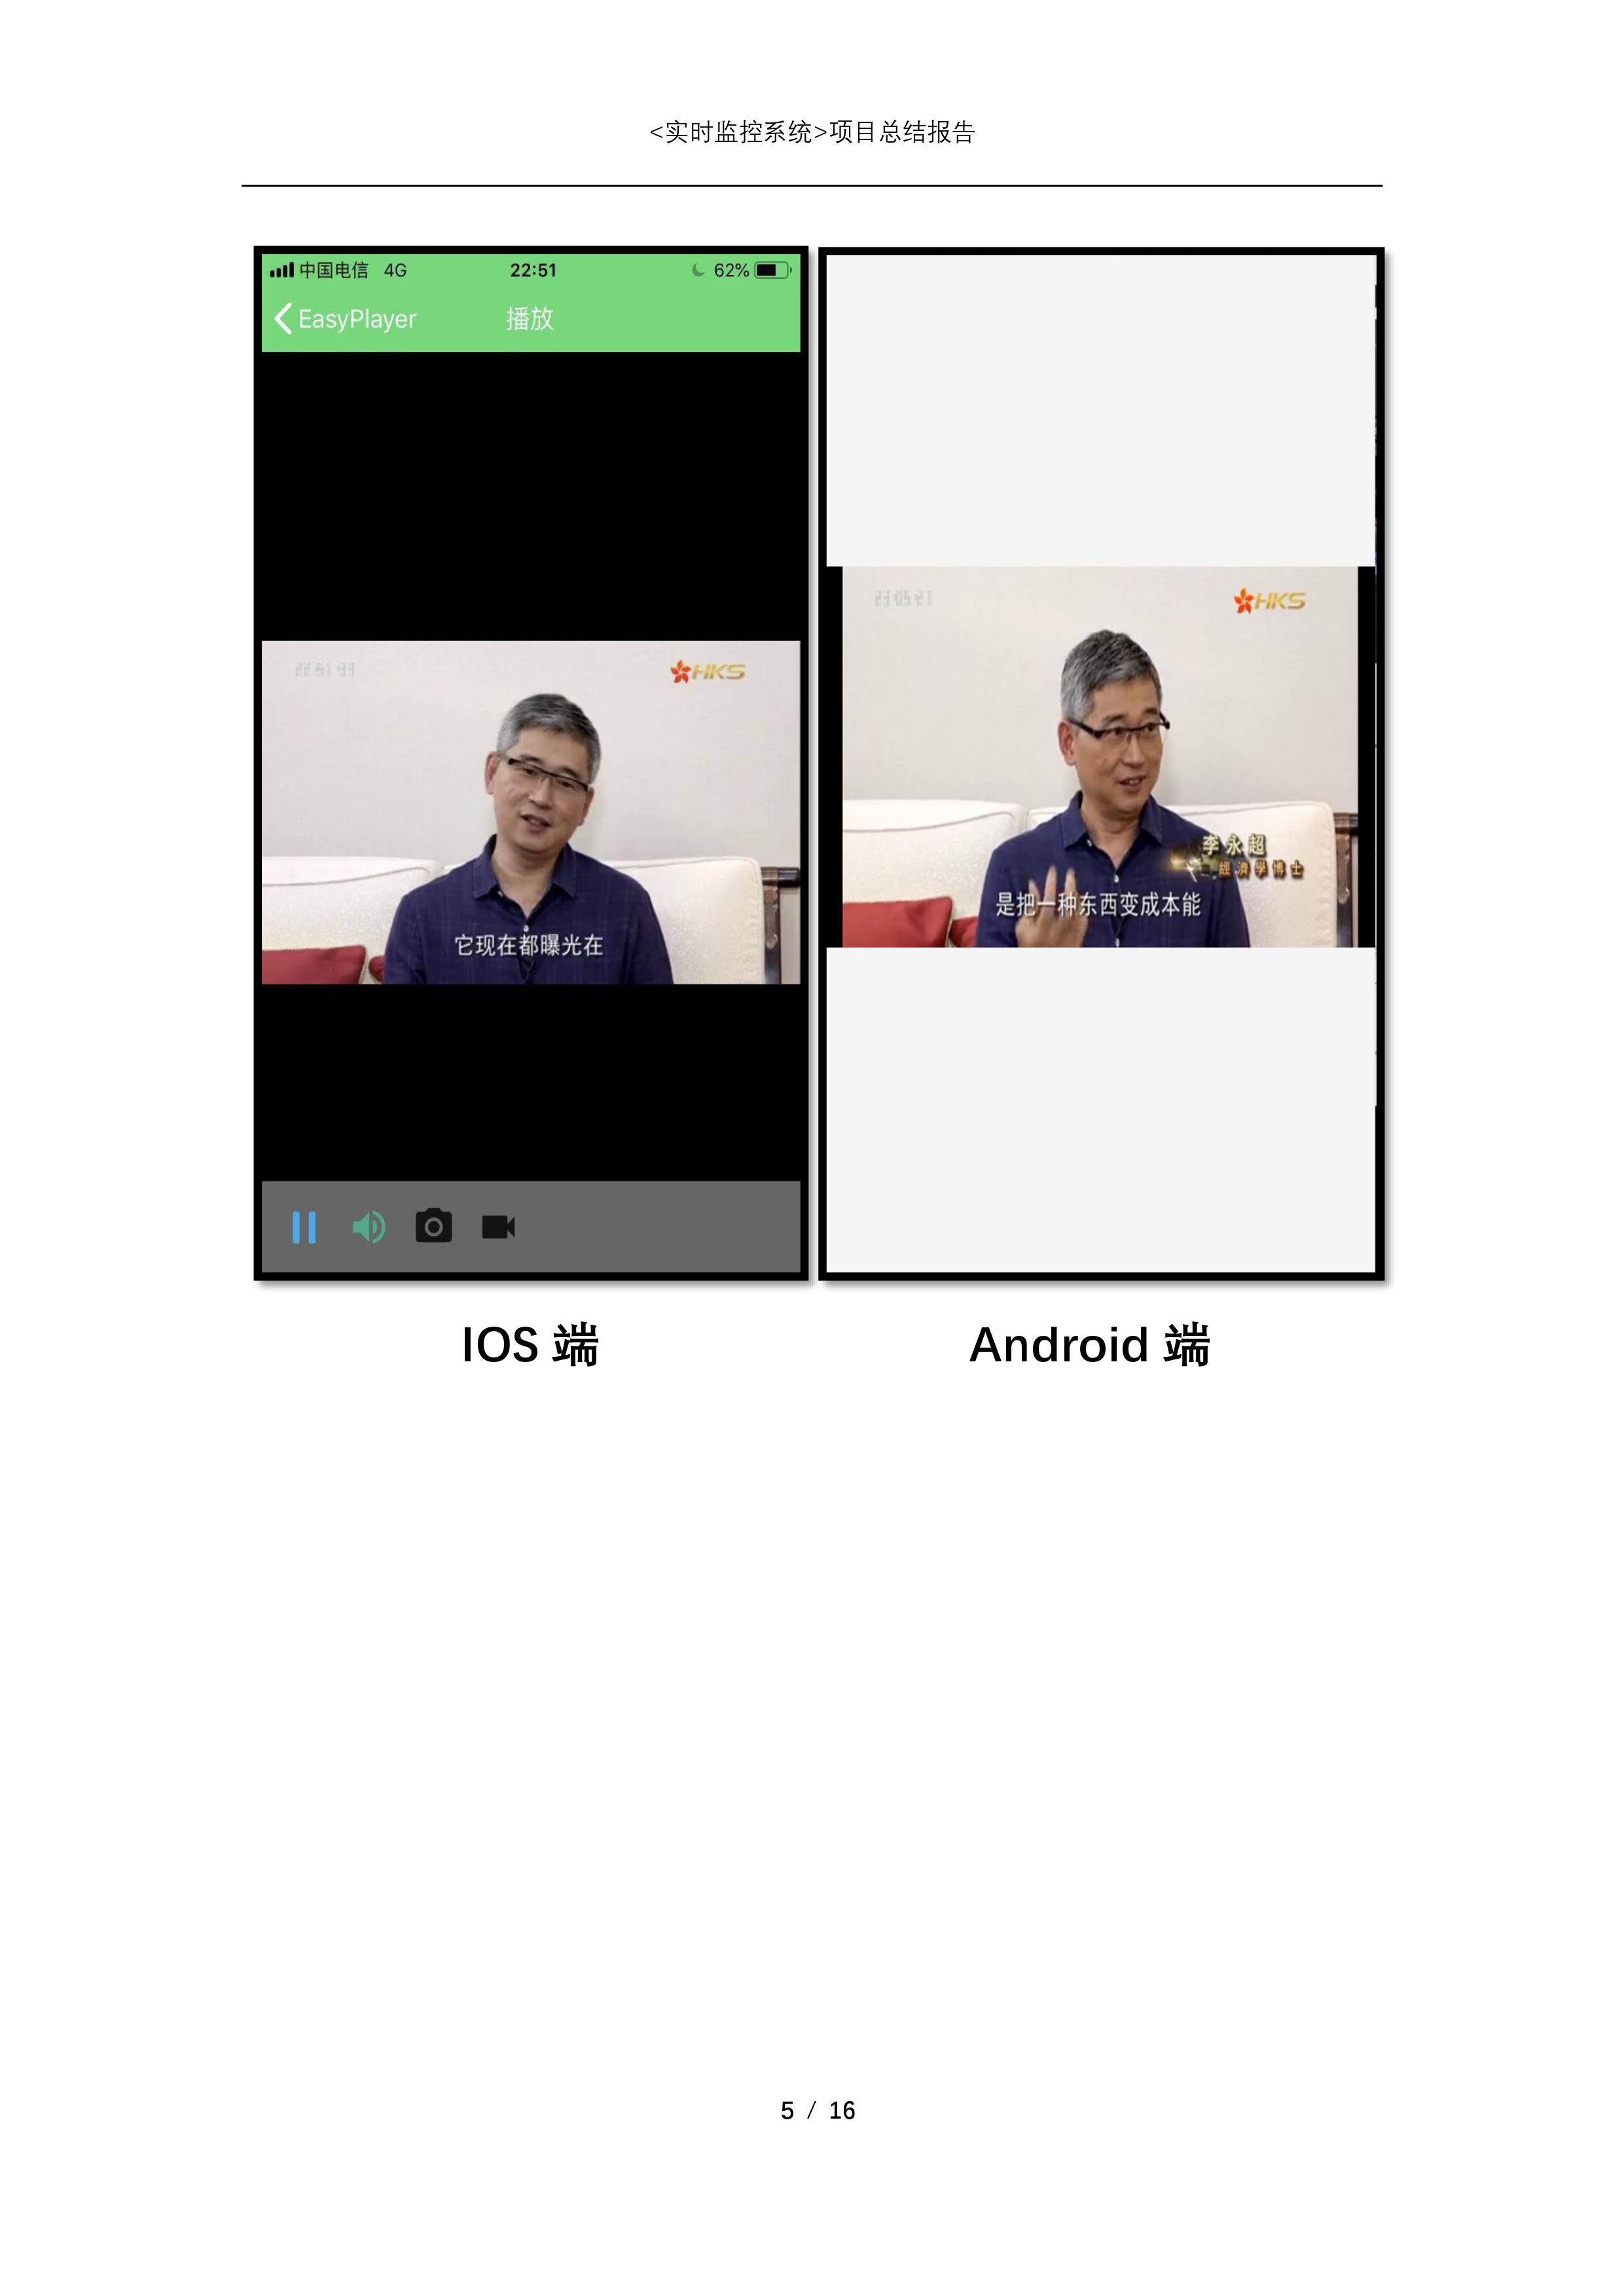 <实时监控系统>项目总结报告
中国电信 4G 22:51 62%
EasyPlayer 播放
22:51:33 HKS
它现在都曝光在
23:05:21 HKS
李永超
經濟學博士
是把一种东西变成本能
IOS 端 Android 端
5 / 16